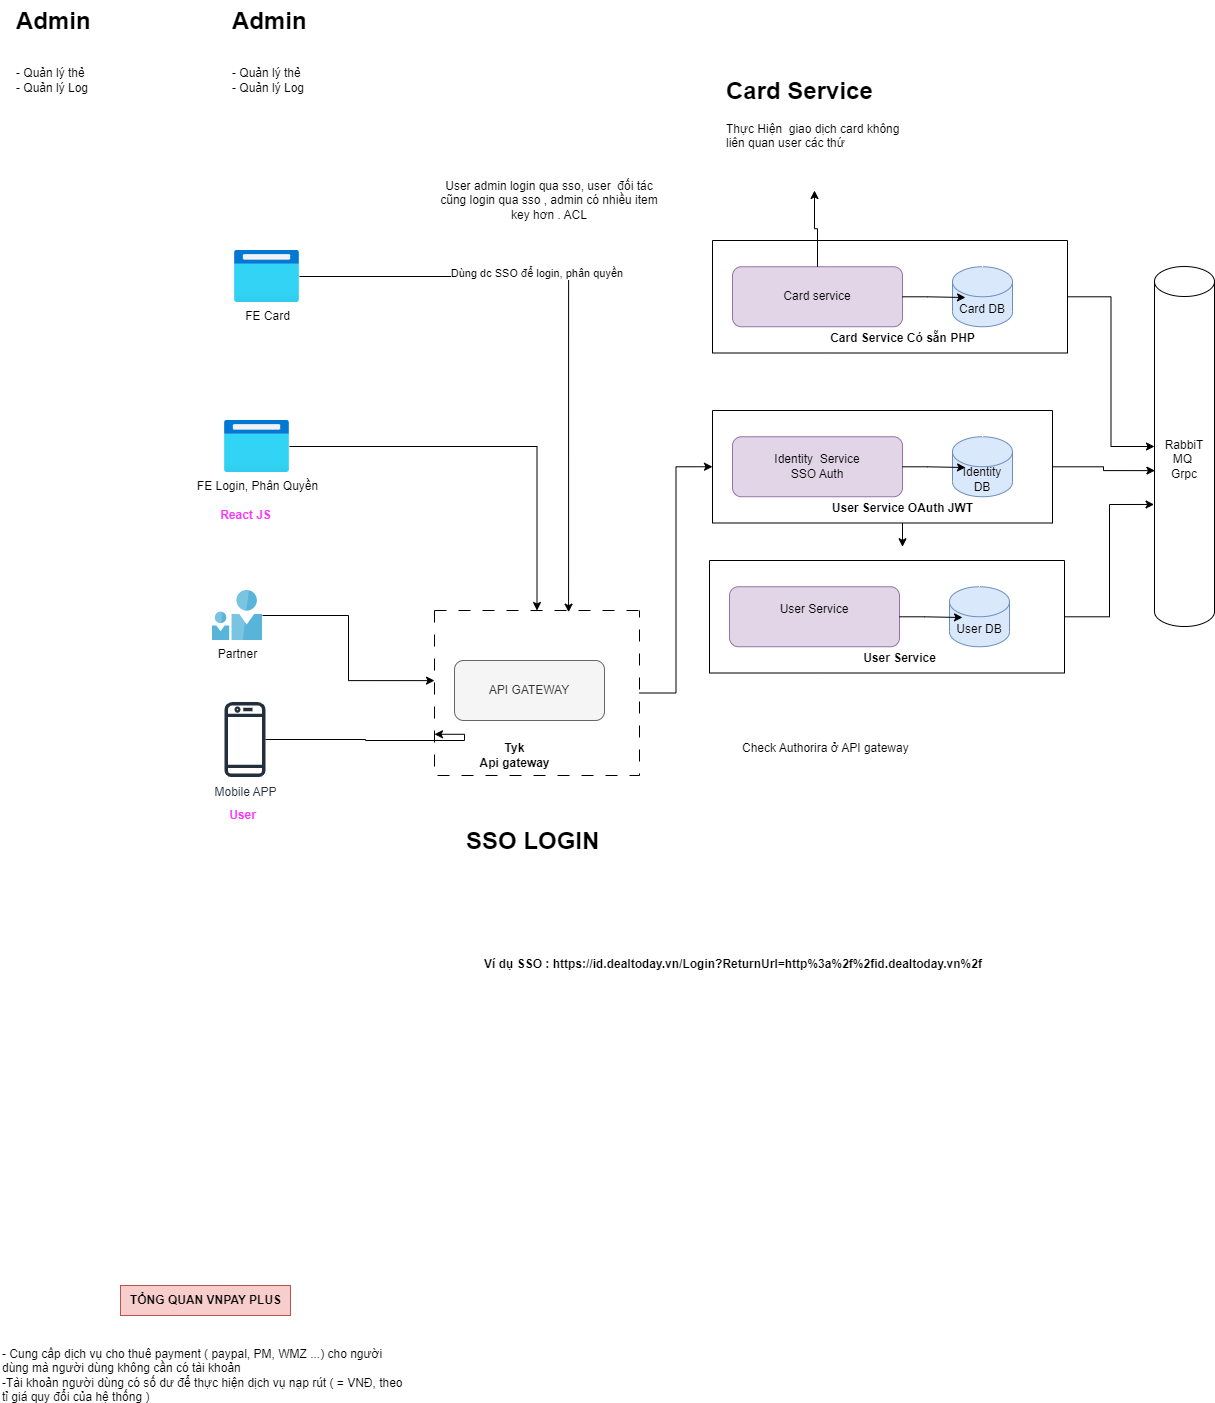 Admin
- Quản lý thẻ
- Quản lý Log
Admin
- Quản lý thẻ
- Quản lý Log
Card Service
Thực Hiện  giao dịch card không
liên quan user các thứ
User admin login qua sso, user  đối tác
cũng login qua sso , admin có nhiều item
key hơn . ACL
Dùng dc SSO để login, phân quyền
FE Card
Card service
Card DB
Card Service Có sẵn PHP
FE Login, Phân Quyền
React JS
Identity  Service
SSO Auth
Identity
DB
User Service OAuth JWT
RabbiT
MQ
Grpc
User Service
User DB
User Service
Partner
API GATEWAY
Tyk
Api gateway
Check Authorira ở API gateway
Mobile APP
User
SSO LOGIN
Ví dụ SSO : https://id.dealtoday.vn/Login?ReturnUrl=http%3a%2f%2fid.dealtoday.vn%2f
TỔNG QUAN VNPAY PLUS
- Cung cấp dịch vụ cho thuê payment ( paypal, PM, WMZ ...) cho người
dùng mà người dùng không cần có tài khoản
-Tài khoản người dùng có số dư để thực hiện dịch vụ nạp rút ( = VNĐ, theo
tỉ giá quy đổi của hệ thống )